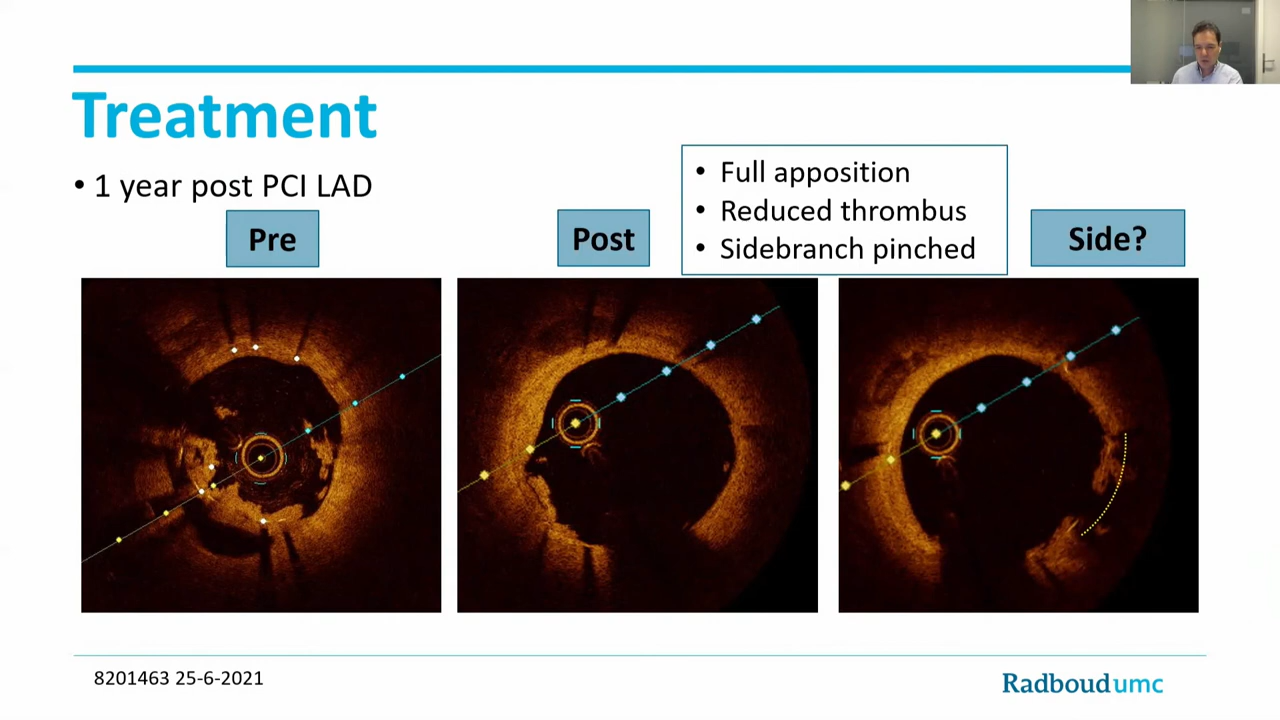 Treatment
• 1 year post PCI LAD
Pre
Post
• Full apposition
• Reduced thrombus
• Sidebranch pinched
Side?
8201463 25-6-2021
Radboudumc